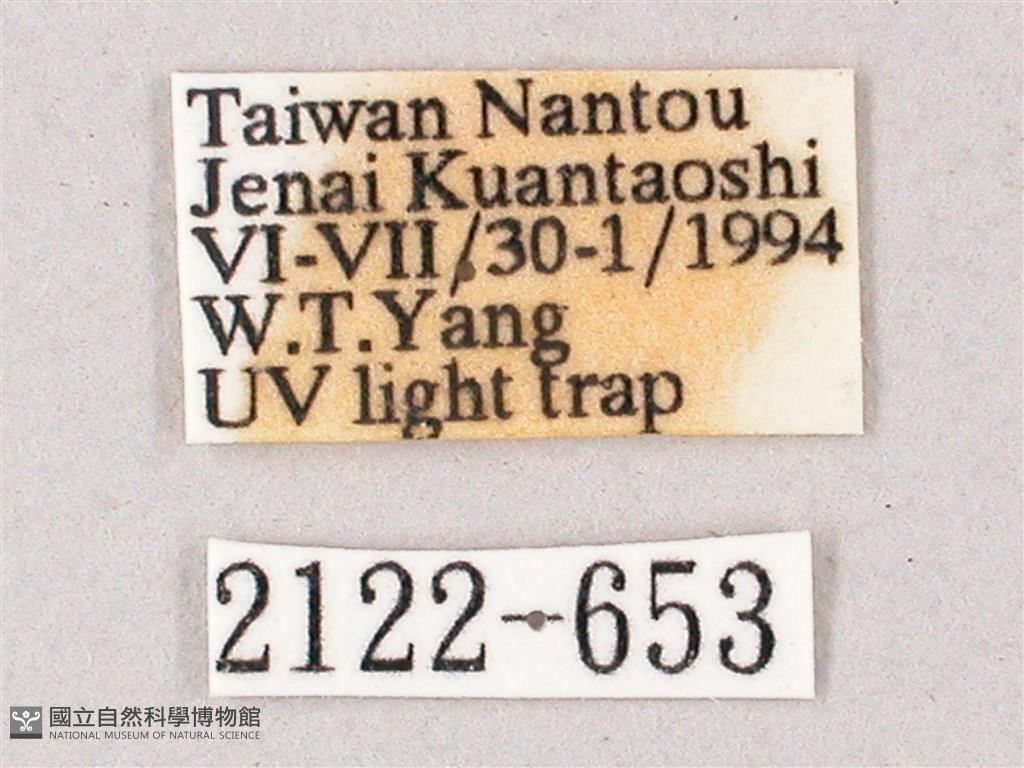 Taiwan Nantou
Jenai Kuantaoshi
VI-VII/30-1/1994
W.T.Yang
UV light trap
2122-653
國立自然科學博物館
NATIONAL MUSEUM OF NATURAL SCIENCE